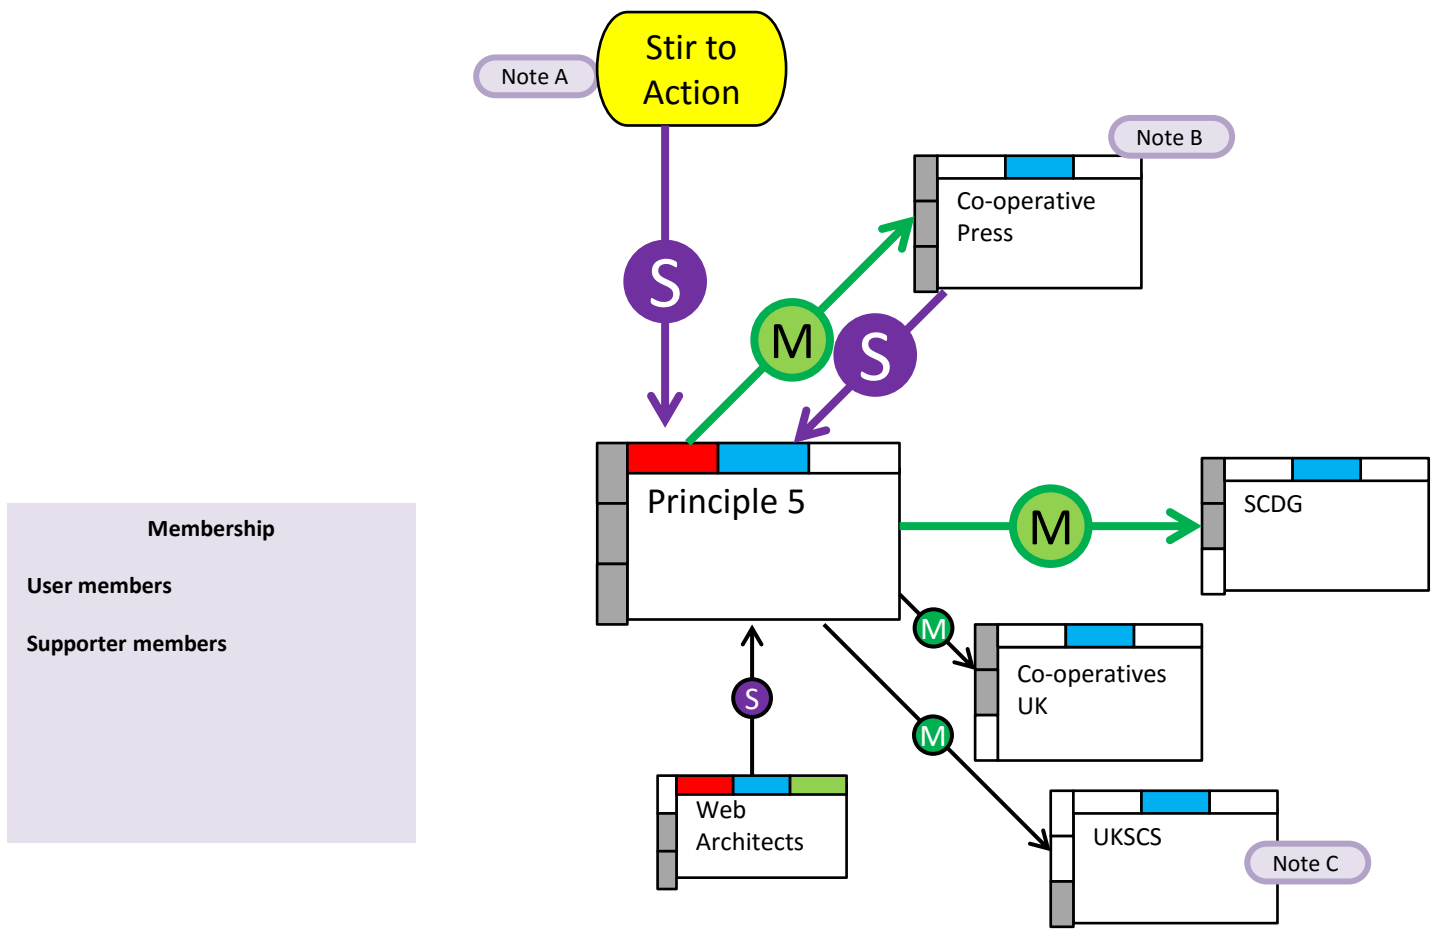 Stir to
Action
Note A
Note B
Co-operative
Press
S
M
S
Principle 5
M
SCDG
Membership
User members
Supporter members
M
Co-operatives
UK
S
M
Web
Architects
UKSCS
Note C